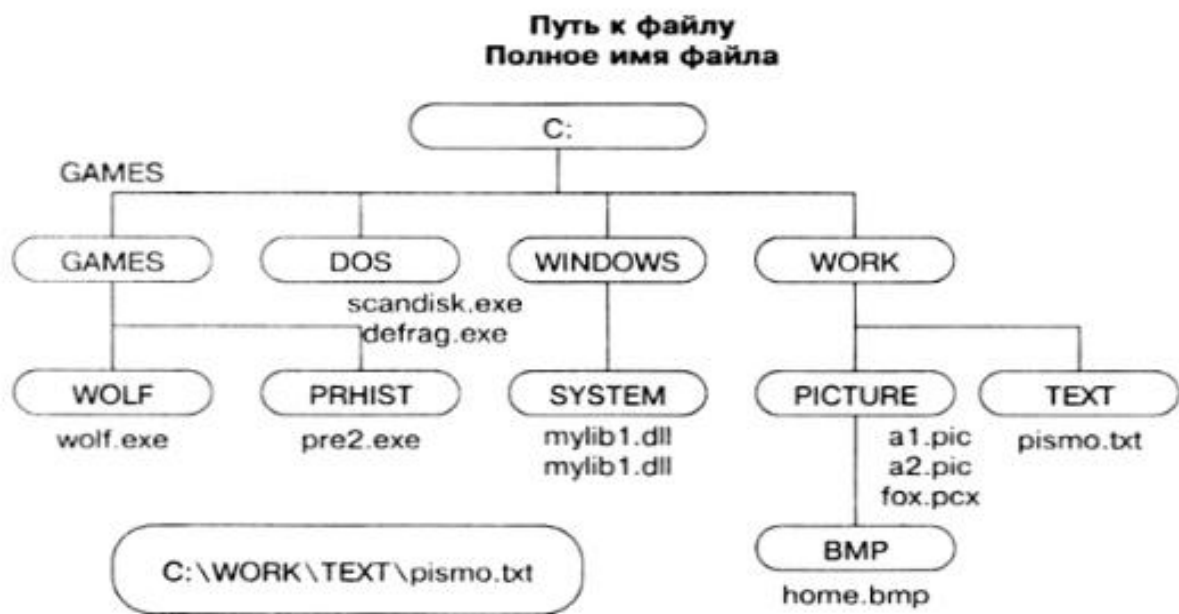 Путь к файлу
Полное имя файла
C:
GAMES
GAMES DOS WINDOWS WORK
scandisk.exe
defrag.exe
WOLF PRHIST SYSTEM PICTURE TEXT
wolf.exe pre2.exe mylib1.dll a1.pic pismo.txt
mylib1.dll a2.pic
fox.pcx
C:\WORK\TEXT\pismo.txt
BMP
home.bmp